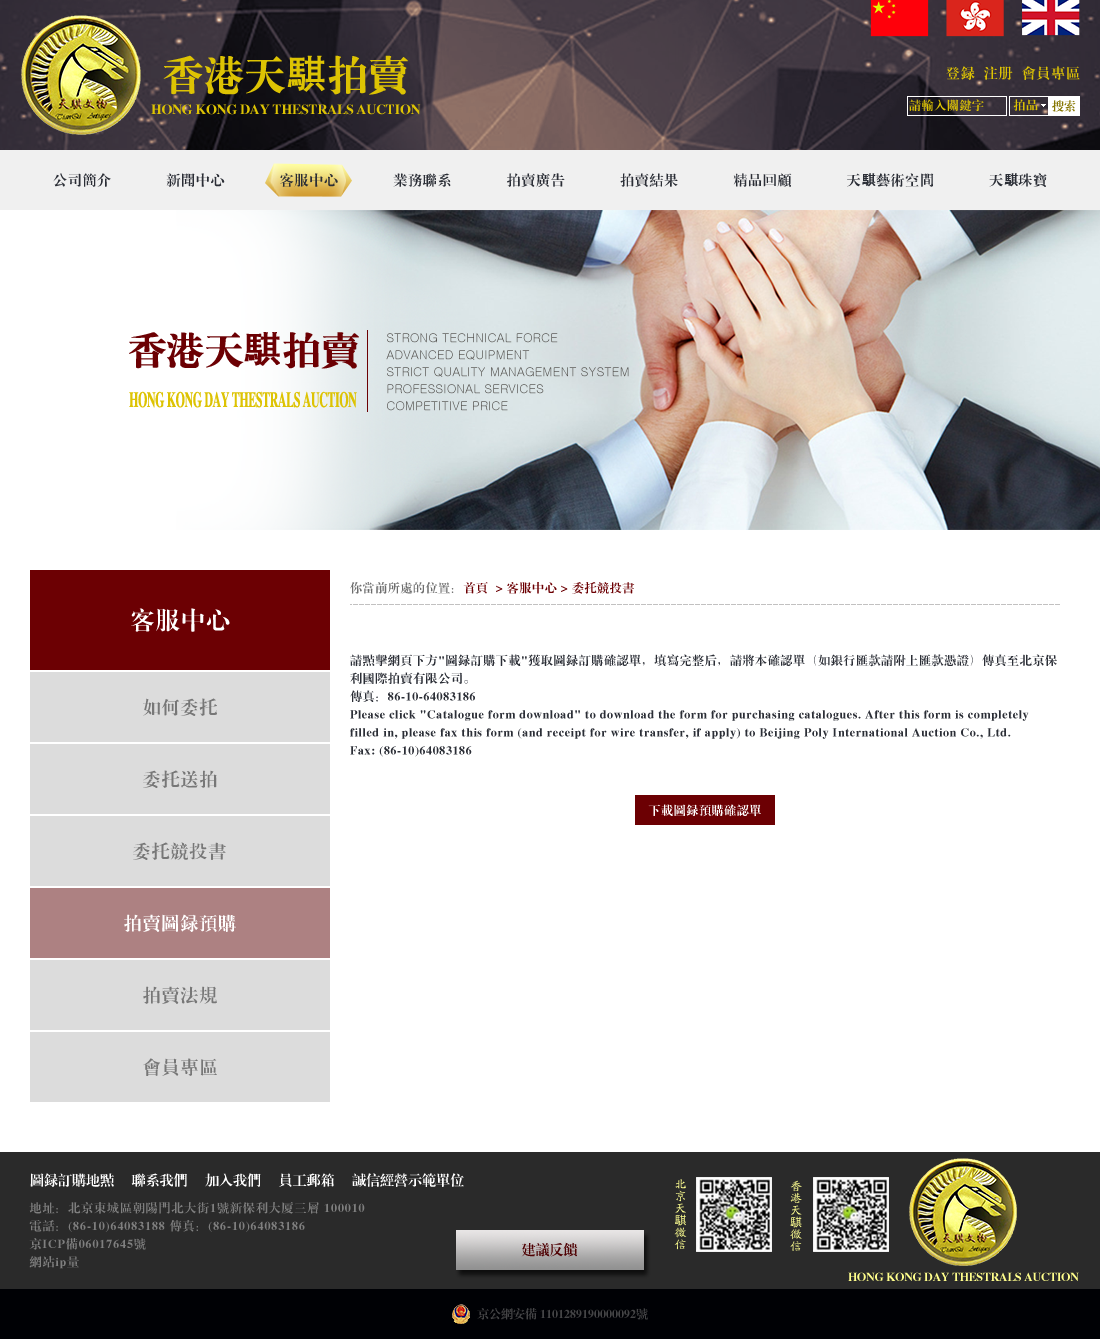 登録 注册 會員專區
香港天騏拍賣
HONG KONG DAY THESTRALS AUCTION
天騏文物
TianQi Antiques
請輸入關鍵字 拍品 搜索
公司簡介 新聞中心 客服中心 業務聯系 拍賣廣告 拍賣結果 精品回顧 天騏藝術空間 天騏珠寶
香港天騏拍賣
HONG KONG DAY THESTRALS AUCTION
STRONG TECHNICAL FORCE
ADVANCED EQUIPMENT
STRICT QUALITY MANAGEMENT SYSTEM
PROFESSIONAL SERVICES
COMPETITIVE PRICE
客服中心
如何委托
委托送拍
委托競投書
拍賣圖録預購
拍賣法規
會員專區
你當前所處的位置：首頁 > 客服中心 > 委托競投書
請點擊網頁下方"圖録訂購下載"獲取圖録訂購確認單，填寫完整后，請將本確認單（如銀行匯款請附上匯款憑證）傳真至北京保
利國際拍賣有限公司。
傳真：86-10-64083186
Please click "Catalogue form download" to download the form for purchasing catalogues. After this form is completely
filled in, please fax this form (and receipt for wire transfer, if apply) to Beijing Poly International Auction Co., Ltd.
Fax: (86-10)64083186
下載圖録預購確認單
圖録訂購地點 聯系我們 加入我們 員工郵箱 誠信經營示範單位
地址：北京東城區朝陽門北大街1號新保利大厦三層 100010
電話：(86-10)64083188 傳真：(86-10)64083186
京ICP備06017645號
網站ip量
建議反饋
北京天騏微信
香港天騏微信
天騏文物
TianQi Antiques
HONG KONG DAY THESTRALS AUCTION
京公網安備 1101289190000092號